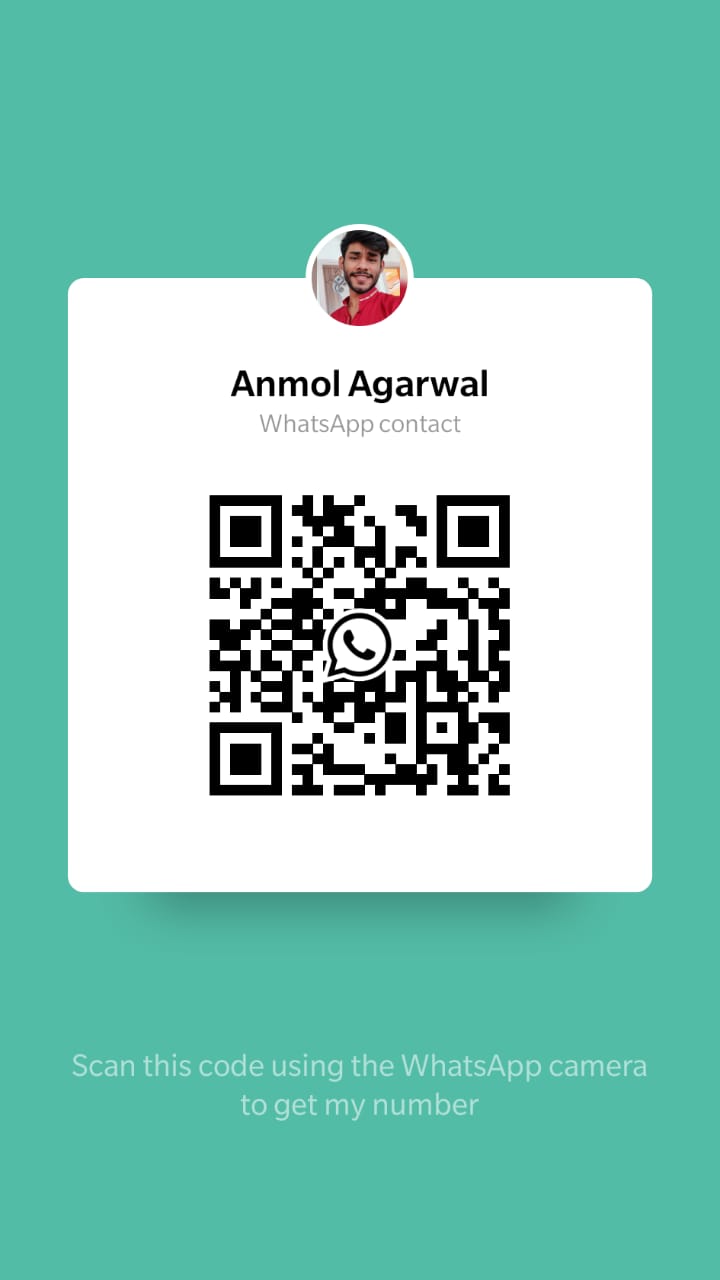 Anmol Agarwal
WhatsApp contact
Scan this code using the WhatsApp camera
to get my number